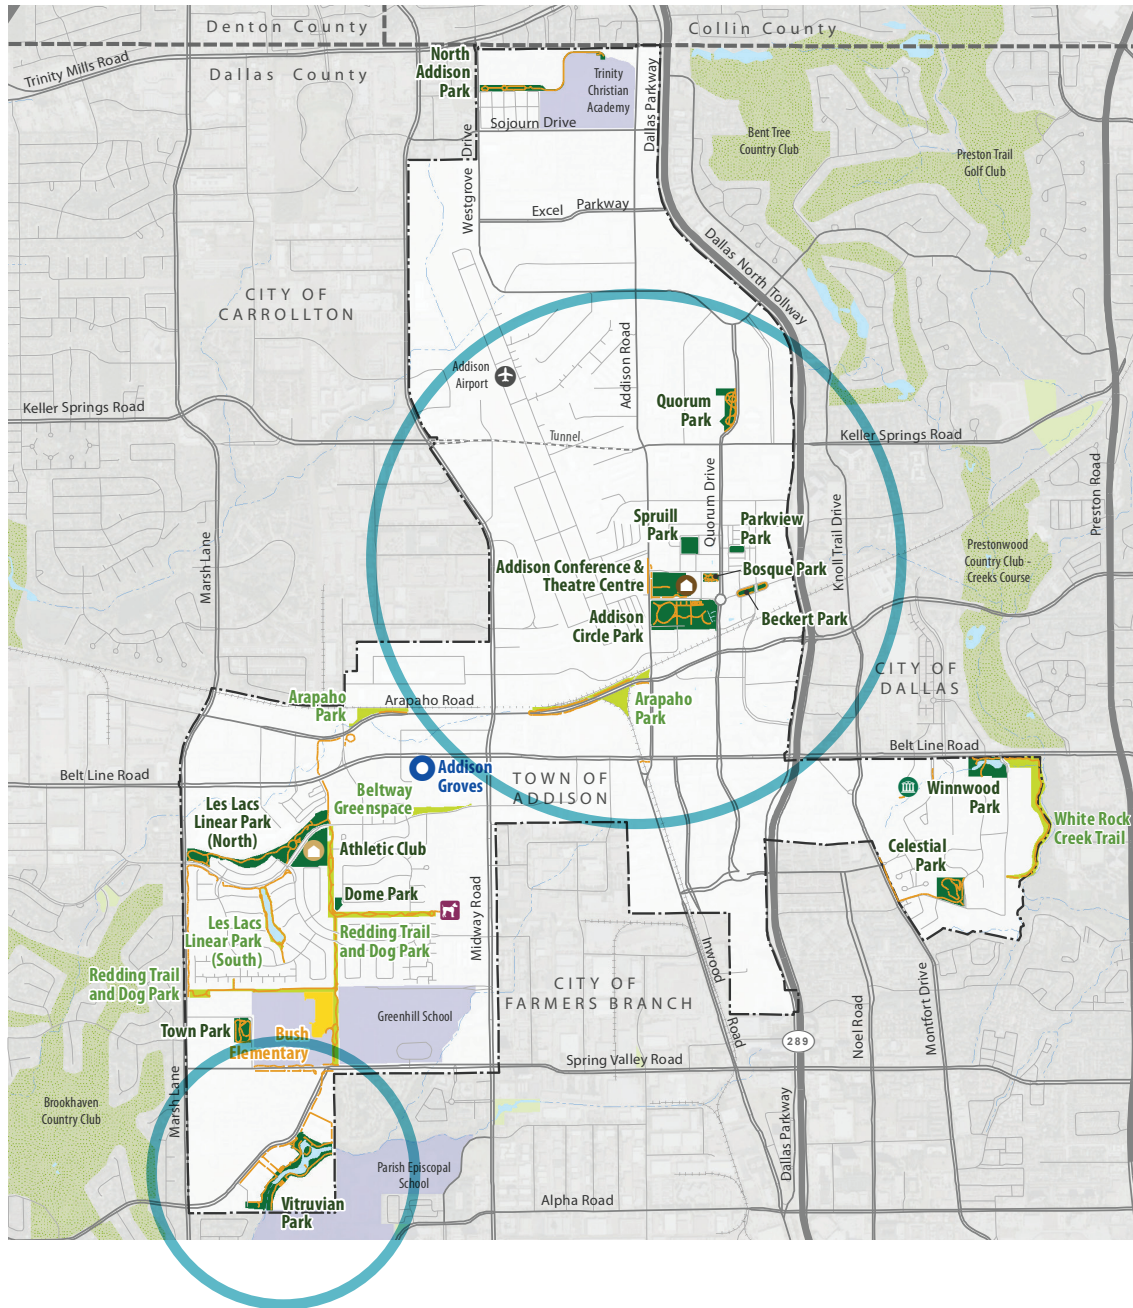 Denton County
Collin County
Trinity Mills Road
Dallas County
North
Addison
Park
Trinity
Christian
Academy
Dallas Parkway
Sojourn Drive
Bent Tree
Country Club
Preston Trail
Golf Club
Westgrove Drive
Excel Parkway
Dallas North Tollway
CITY OF
CARROLLTON
Addison
Airport
Addison Road
Quorum
Park
Keller Springs Road
Tunnel
Keller Springs Road
Preston Road
Quorum Drive
Knoll Trail Drive
Spruill
Park
Parkview
Park
Marsh Lane
Addison Conference &
Theatre Centre
Bosque Park
Prestonwood
Country Club -
Creeks Course
Addison
Circle Park
Beckert Park
CITY OF
DALLAS
Arapaho
Park
Arapaho Road
Arapaho
Park
Belt Line Road
Belt Line Road
Addison
Groves
TOWN OF
ADDISON
Beltway
Greenspace
Winnwood
Park
Les Lacs
Linear Park
(North)
White Rock
Creek Trail
Athletic Club
Celestial
Park
Dome Park
Midway Road
Les Lacs
Linear Park
(South)
Redding Trail
and Dog Park
Redding Trail
and Dog Park
Inwood Road
CITY OF
FARMERS BRANCH
Noel Road
Montfort Drive
Town Park
Greenhill School
Bush
Elementary
289
Spring Valley Road
Marsh Lane
Brookhaven
Country Club
Dallas Parkway
Parish Episcopal
School
Vitruvian
Park
Alpha Road